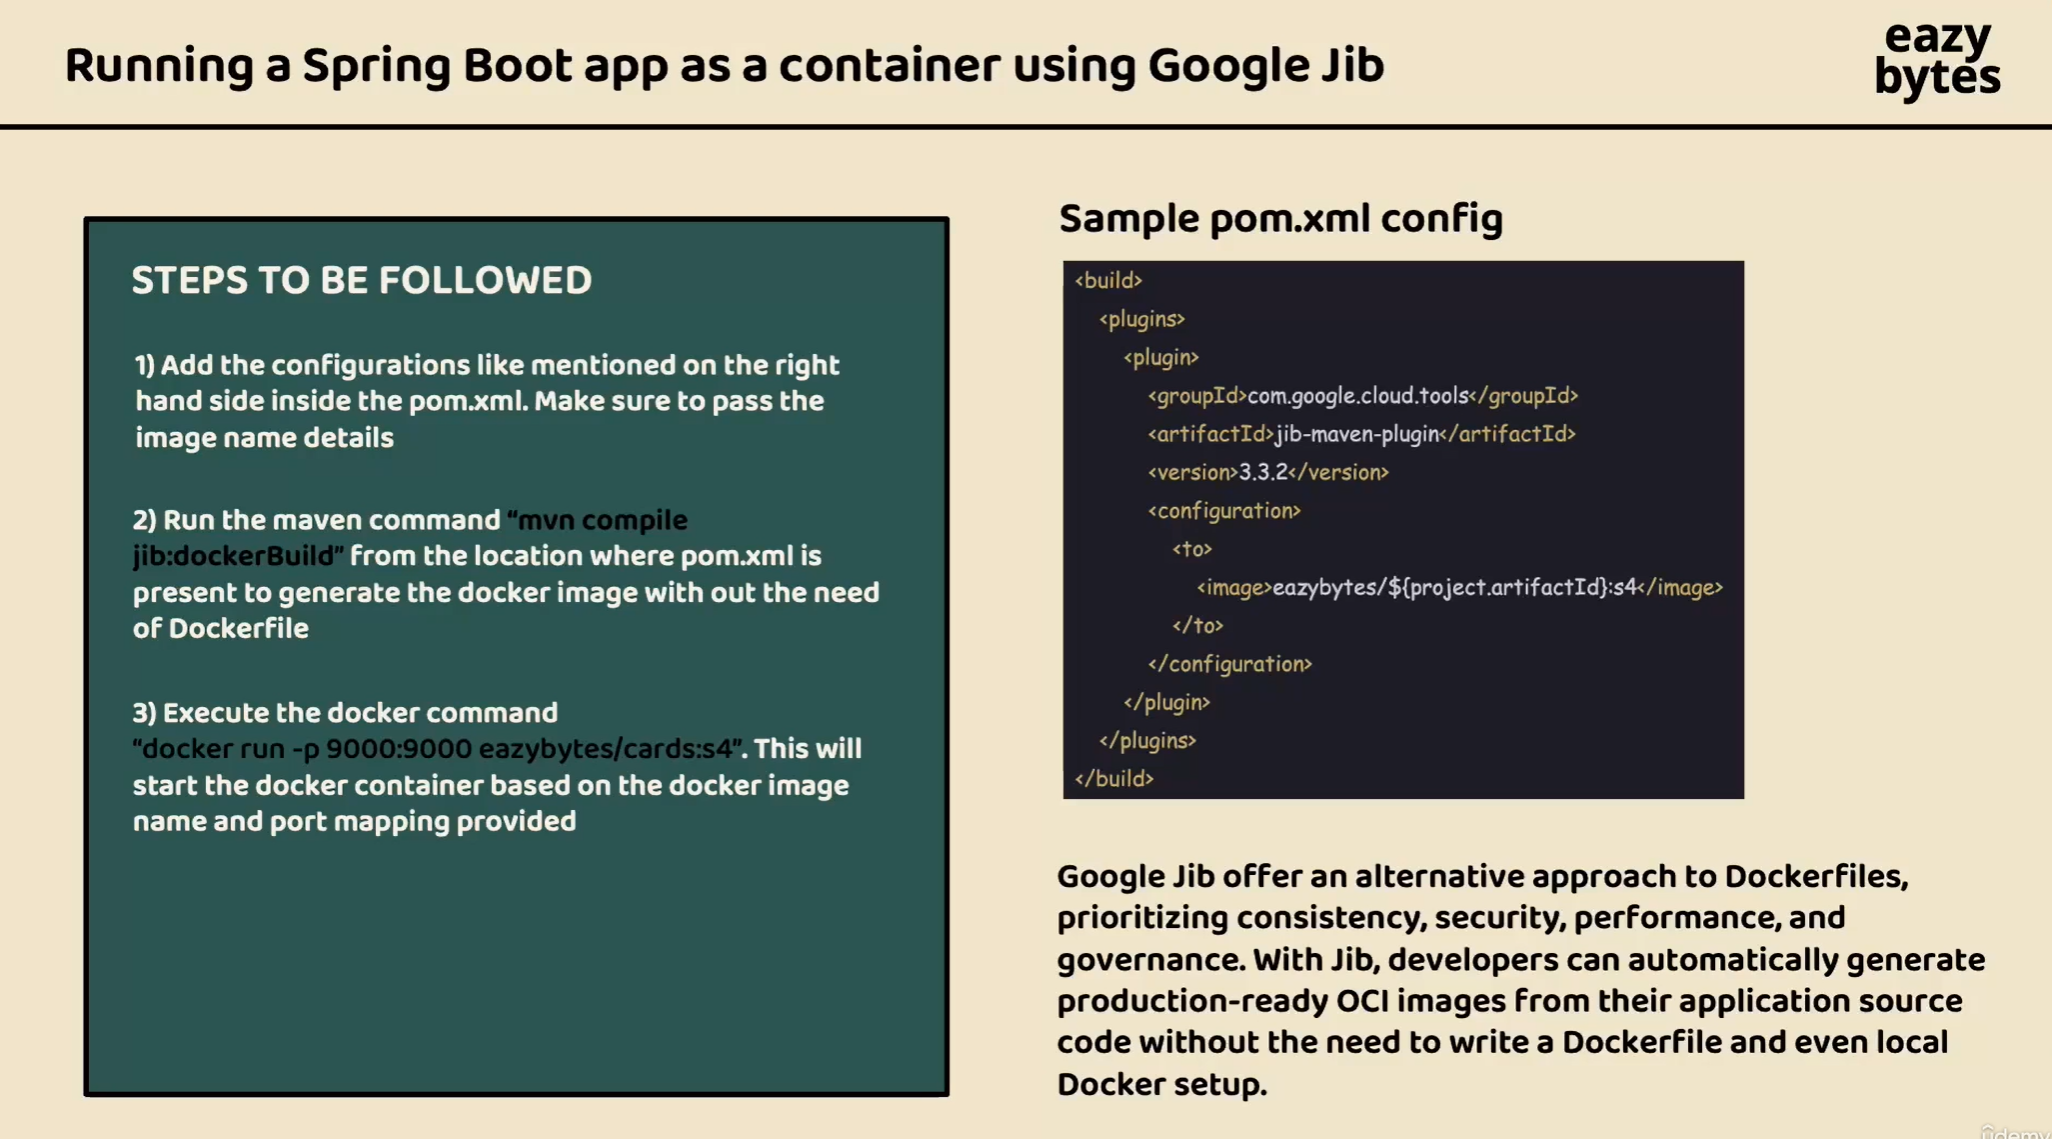 Running a Spring Boot app as a container using Google Jib
eazy
bytes
STEPS TO BE FOLLOWED
1) Add the configurations like mentioned on the right
hand side inside the pom.xml. Make sure to pass the
image name details
2) Run the maven command “mvn compile
jib:dockerBuild” from the location where pom.xml is
present to generate the docker image with out the need
of Dockerfile
3) Execute the docker command
“docker run -p 9000:9000 eazybytes/cards:s4”. This will
start the docker container based on the docker image
name and port mapping provided
Sample pom.xml config
<build>
<plugins>
<plugin>
<groupId>com.google.cloud.tools</groupId>
<artifactId>jib-maven-plugin</artifactId>
<version>3.3.2</version>
<configuration>
<to>
<image>eazybytes/${project.artifactId}:s4</image>
</to>
</configuration>
</plugin>
</plugins>
</build>
Google Jib offer an alternative approach to Dockerfiles,
prioritizing consistency, security, performance, and
governance. With Jib, developers can automatically generate
production-ready OCI images from their application source
code without the need to write a Dockerfile and even local
Docker setup.
ûdemy